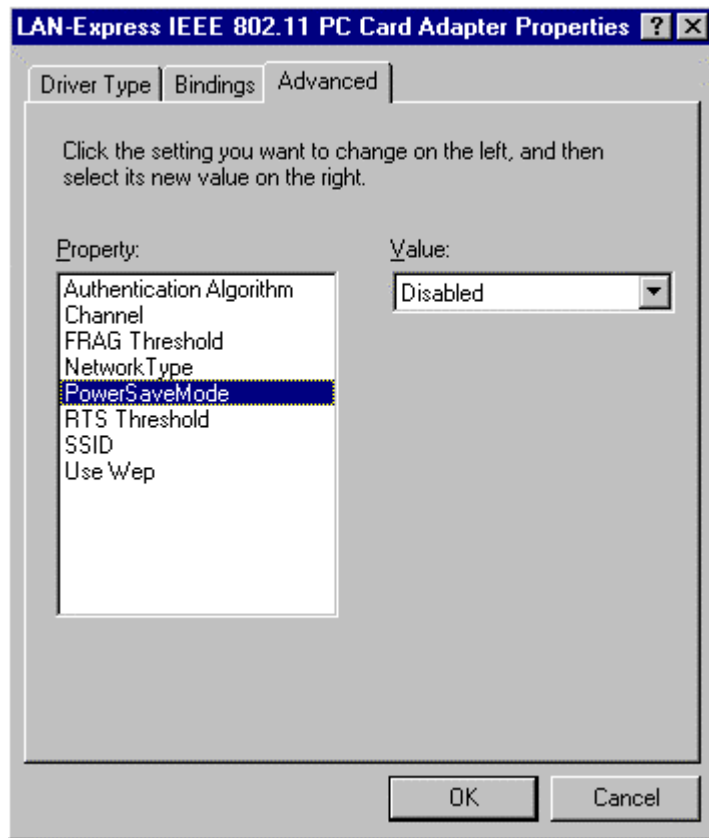 LAN-Express IEEE 802.11 PC Card Adapter Properties ? X
Driver Type Bindings Advanced
Click the setting you want to change on the left, and then
select its new value on the right.
Property:
Authentication Algorithm
Channel
FRAG Threshold
NetworkType
PowerSaveMode
RTS Threshold
SSID
Use Wep
Value:
Disabled
OK Cancel